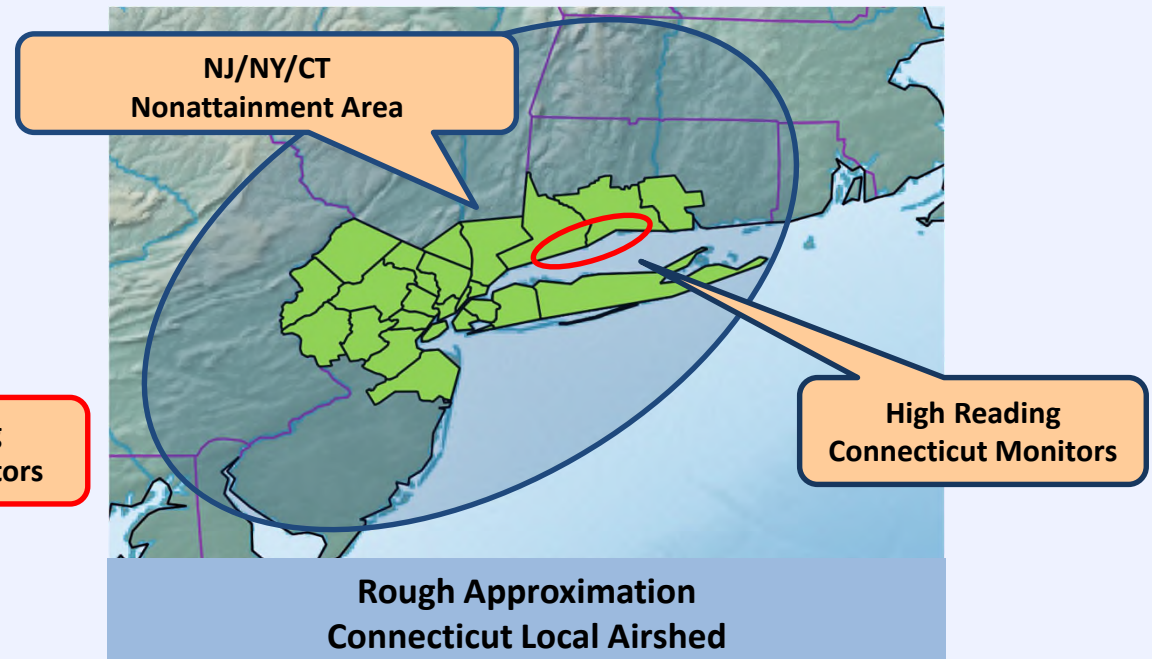 NJ/NY/CT
Nonattainment Area
High Reading
Connecticut Monitors
Rough Approximation
Connecticut Local Airshed